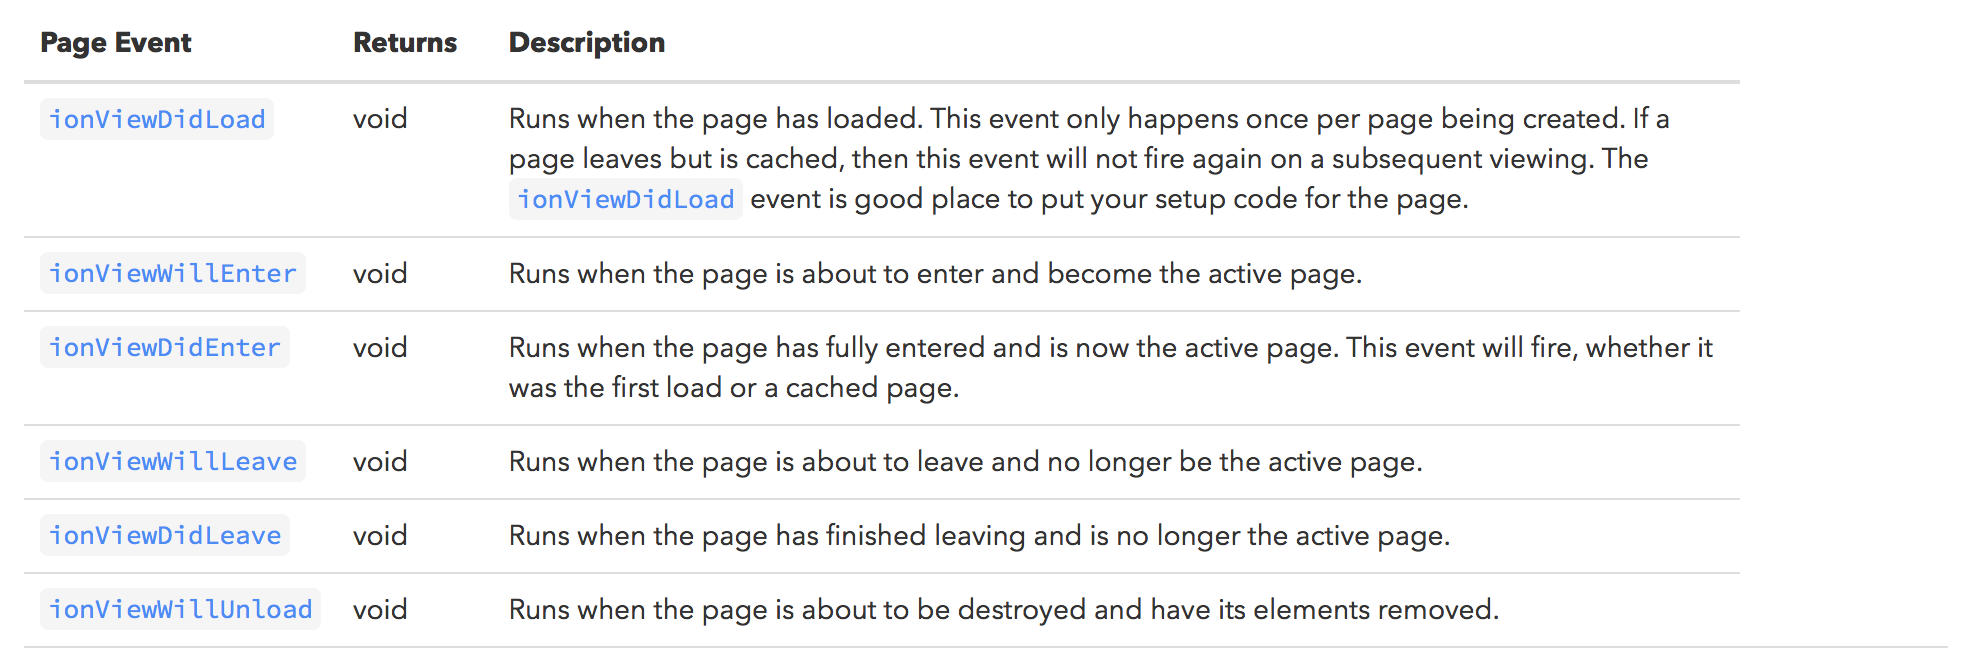 Page Event Returns Description
ionViewDidLoad void Runs when the page has loaded. This event only happens once per page being created. If a
page leaves but is cached, then this event will not fire again on a subsequent viewing. The
ionViewDidLoad event is good place to put your setup code for the page.
ionViewWillEnter void Runs when the page is about to enter and become the active page.
ionViewDidEnter void Runs when the page has fully entered and is now the active page. This event will fire, whether it
was the first load or a cached page.
ionViewWillLeave void Runs when the page is about to leave and no longer be the active page.
ionViewDidLeave void Runs when the page has finished leaving and is no longer the active page.
ionViewWillUnload void Runs when the page is about to be destroyed and have its elements removed.